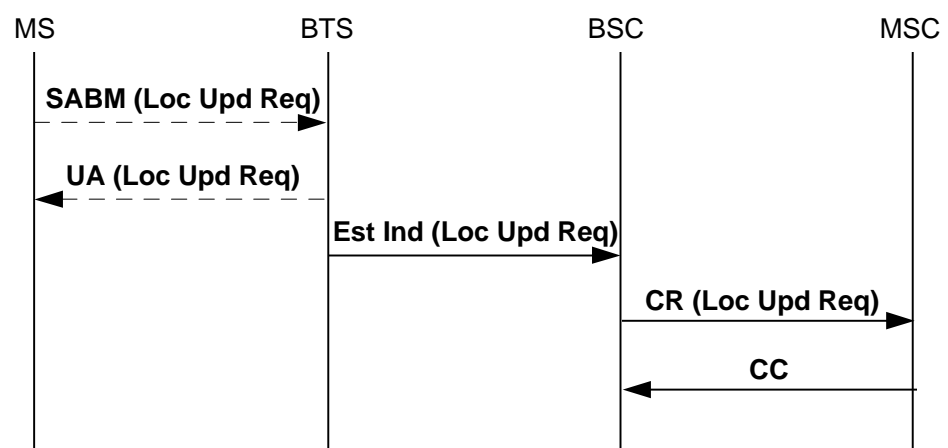 MS BTS BSC MSC
SABM (Loc Upd Req)
UA (Loc Upd Req)
Est Ind (Loc Upd Req)
CR (Loc Upd Req)
CC